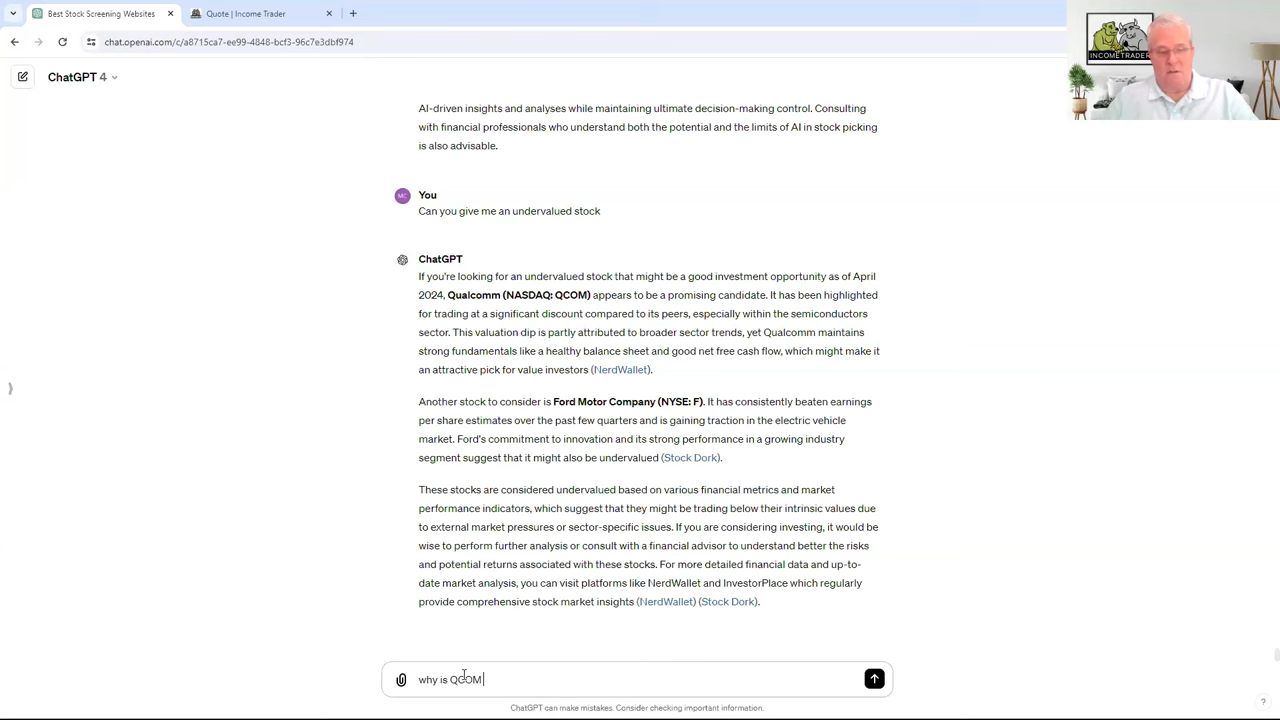 Best Stock Screening Websites
Quote | Income Trader
chat.openai.com/c/a8715ca7-ee99-4848-bcf3-96c7e3dbf974
INCOMETRADER
ChatGPT 4
AI-driven insights and analyses while maintaining ultimate decision-making control. Consulting
with financial professionals who understand both the potential and the limits of AI in stock picking
is also advisable.
MC
You
Can you give me an undervalued stock
ChatGPT
If you're looking for an undervalued stock that might be a good investment opportunity as of April
2024, Qualcomm (NASDAQ: QCOM) appears to be a promising candidate. It has been highlighted
for trading at a significant discount compared to its peers, especially within the semiconductors
sector. This valuation dip is partly attributed to broader sector trends, yet Qualcomm maintains
strong fundamentals like a healthy balance sheet and good net free cash flow, which might make it
an attractive pick for value investors (NerdWallet).
Another stock to consider is Ford Motor Company (NYSE: F). It has consistently beaten earnings
per share estimates over the past few quarters and is gaining traction in the electric vehicle
market. Ford's commitment to innovation and its strong performance in a growing industry
segment suggest that it might also be undervalued (Stock Dork).
These stocks are considered undervalued based on various financial metrics and market
performance indicators, which suggest that they might be trading below their intrinsic values due
to external market pressures or sector-specific issues. If you are considering investing, it would be
wise to perform further analysis or consult with a financial advisor to understand better the risks
and potential returns associated with these stocks. For more detailed financial data and up-to-
date market analysis, you can visit platforms like NerdWallet and InvestorPlace which regularly
provide comprehensive stock market insights (NerdWallet) (Stock Dork).
why is QCOM
ChatGPT can make mistakes. Consider checking important information.
?